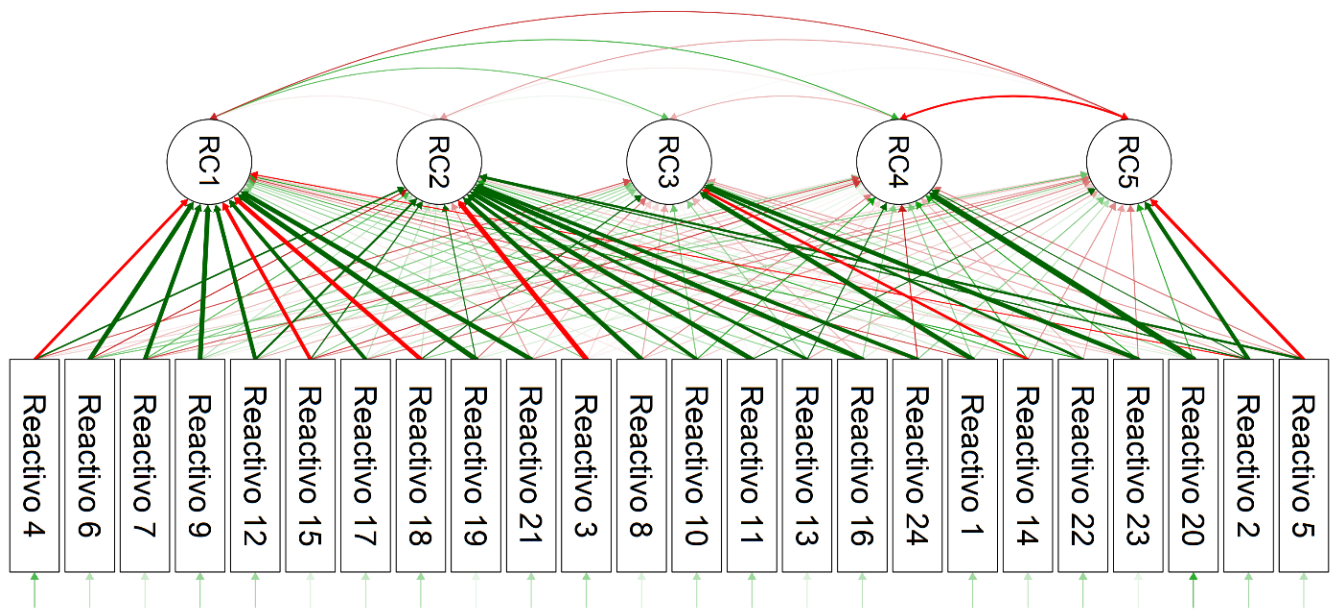 RC1
RC2
RC3
RC4
RC5
Reactivo 4
Reactivo 6
Reactivo 7
Reactivo 9
Reactivo 12
Reactivo 15
Reactivo 17
Reactivo 18
Reactivo 19
Reactivo 21
Reactivo 3
Reactivo 8
Reactivo 10
Reactivo 11
Reactivo 13
Reactivo 16
Reactivo 24
Reactivo 1
Reactivo 14
Reactivo 22
Reactivo 23
Reactivo 20
Reactivo 2
Reactivo 5